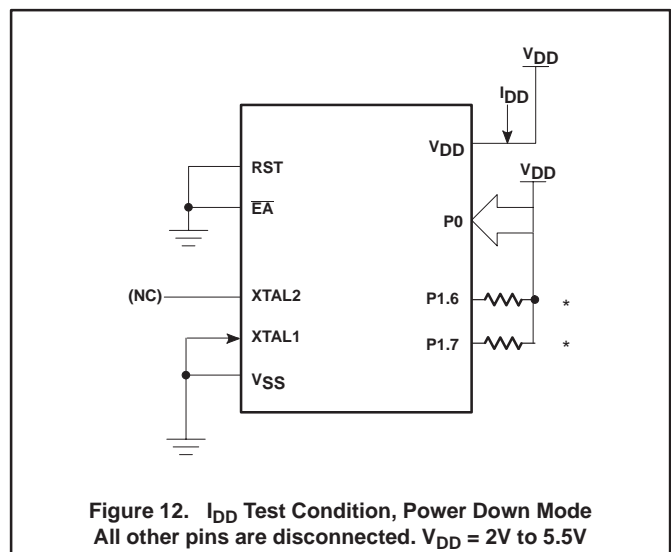 VDD
IDD
VDD
RST
VDD
EA
P0
(NC)
XTAL2
P1.6
*
XTAL1
P1.7
*
VSS
Figure 12. IDD Test Condition, Power Down Mode
All other pins are disconnected. VDD = 2V to 5.5V